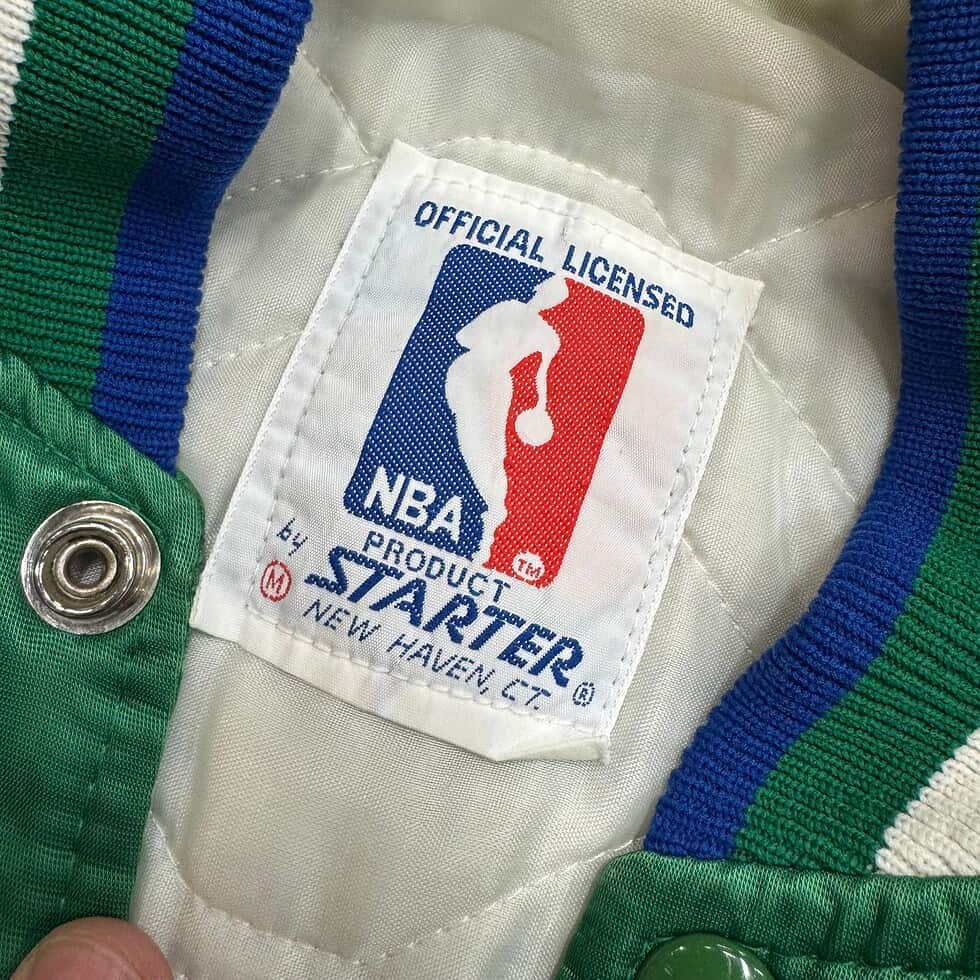 OFFICIAL LICENSED
NBA
TM
PRODUCT
by STARTER®
M NEW HAVEN, CT.